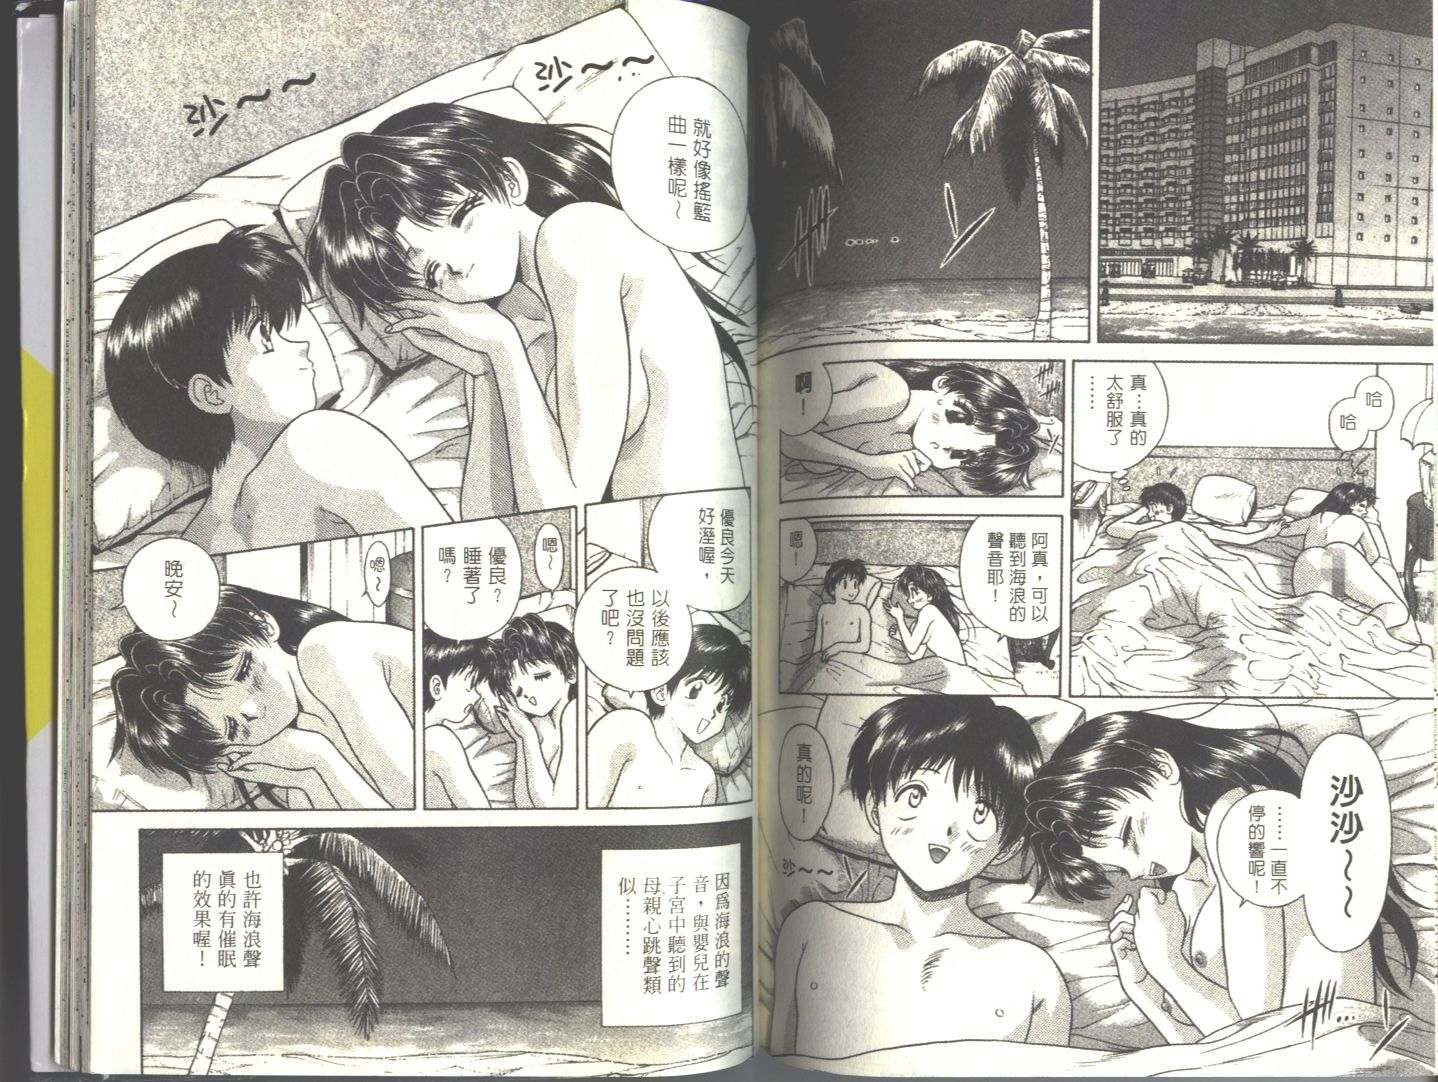 哈
哈
真…真的
太舒服了
……
啊！
阿真，可以
聽到海浪的
聲音耶！
嗯！
沙沙～～
……一直不
停的響呢！
真的呢！
沙～～
就好像搖籃
曲一樣呢～
沙～～
沙～～
優良今天
好溼喔，
以後應該
也沒問題
了吧？
嗯～
優良？
睡著了
嗎？
嗯～
晚安～
因為海浪的聲
音，與嬰兒在
子宮中聽到的
母親心跳聲類
似……
也許海浪聲
真的有催眠
的效果喔！